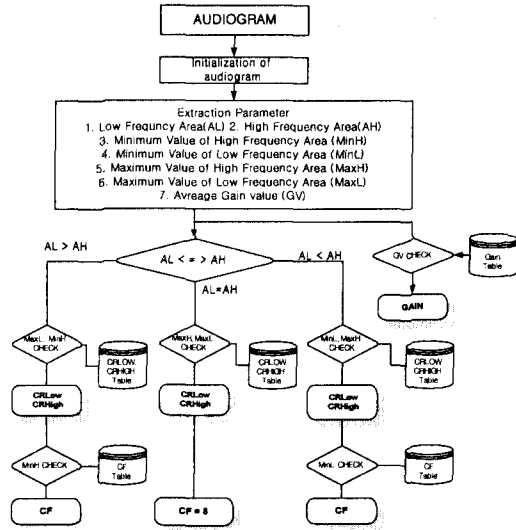 AUDIOGRAM
Initialization of
audiogram
Extraction Parameter
1. Low Frequncy Area(AL) 2. High Frequency Area(AH)
3. Minimum Value of High Frequency Area (MinH)
4. Minimum Value of Low Frequency Area (MinL)
5. Maximum Value of High Frequency Area (MaxH)
6. Maximum Value of Low Frequency Area (MaxL)
7. Avreage Gain value (GV)
AL > AH
AL < = > AH
AL < AH
AL=AH
GV CHECK
Gain
Table
GAIN
MaxL, MinH
CHECK
CRLOW,
CRHIGH
Table
MaxH, MaxL
CHECK
CRLOW,
CRHIGH
Table
MinL, MaxH
CHECK
CRLOW,
CRHIGH
Table
CRLow
CRHigh
CRLow
CRHigh
CRLow
CRHigh
MinH CHECK
CF
Table
MinL CHECK
CF
Table
CF
CF = 8
CF